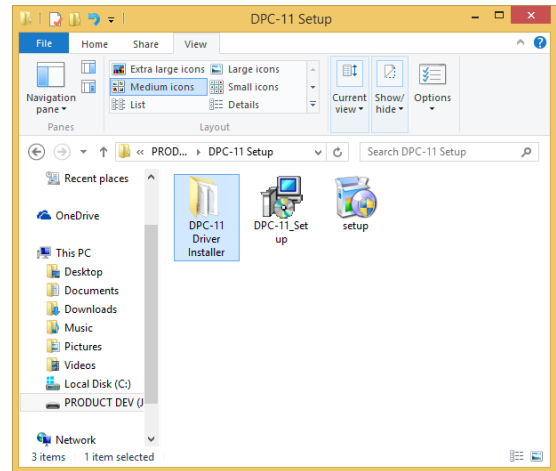 DPC-11 Setup
File Home Share View
Navigation pane
Extra large icons Large icons
Medium icons Small icons
List Details
Current view
Show/ hide
Options
Panes Layout
« PROD... DPC-11 Setup
Search DPC-11 Setup
Recent places
OneDrive
This PC
Desktop
Documents
Downloads
Music
Pictures
Videos
Local Disk (C:)
PRODUCT DEV (
Network
DPC-11
Driver
Installer
DPC-11_Set
up
setup
3 items 1 item selected